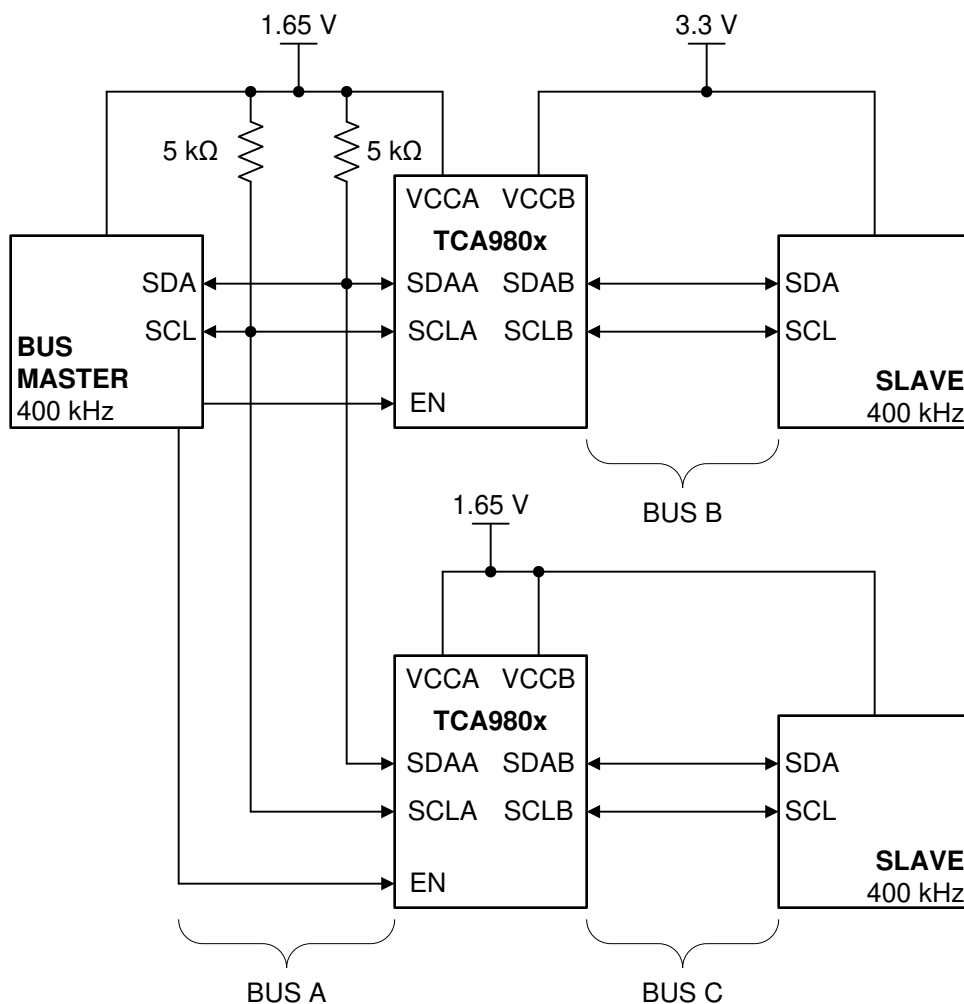 1.65 V
3.3 V
5 kΩ
5 kΩ
VCCA VCCB
TCA980x
SDA
SCL
BUS
MASTER
400 kHz
SDAA SDAB
SCLA SCLB
EN
SDA
SCL
SLAVE
400 kHz
BUS B
1.65 V
VCCA VCCB
TCA980x
SDAA SDAB
SCLA SCLB
EN
SDA
SCL
SLAVE
400 kHz
BUS A
BUS C